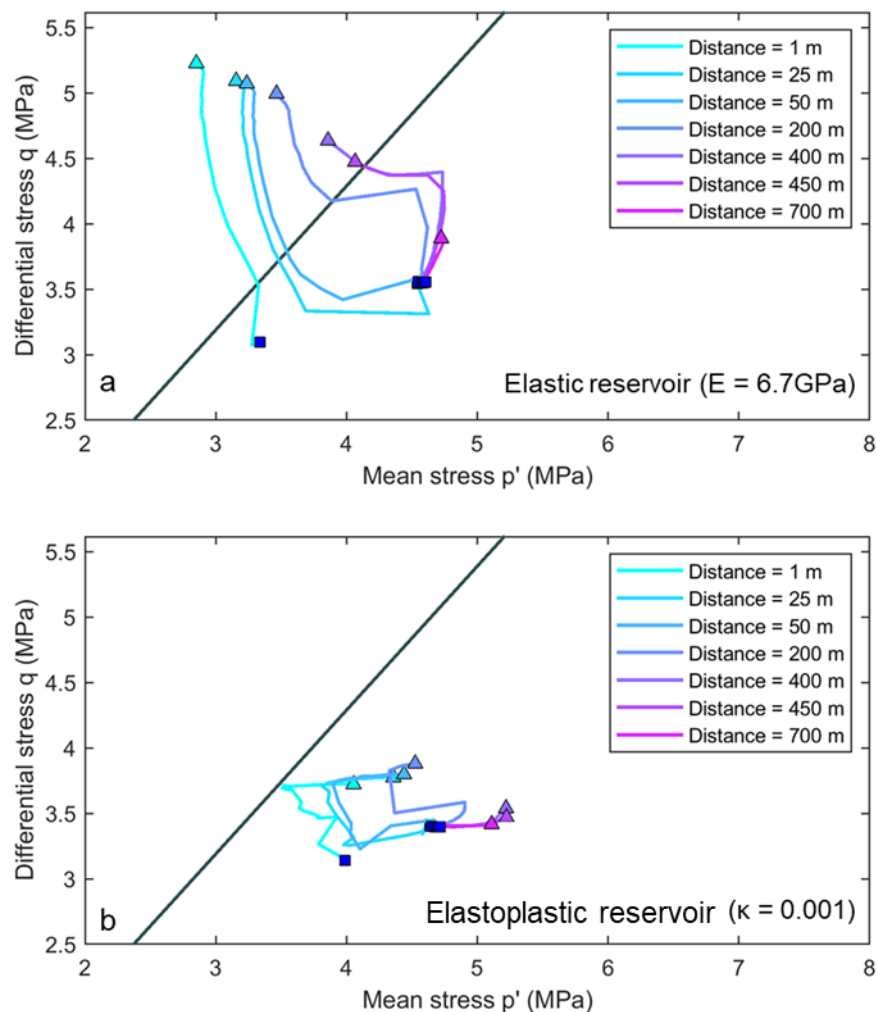 5.5
5
4.5
4
3.5
3
2.5
Differential stress q (MPa)
Distance = 1 m
Distance = 25 m
Distance = 50 m
Distance = 200 m
Distance = 400 m
Distance = 450 m
Distance = 700 m
a
Elastic reservoir (E = 6.7GPa)
2 3 4 5 6 7 8
Mean stress p' (MPa)
5.5
5
4.5
4
3.5
3
2.5
Differential stress q (MPa)
Distance = 1 m
Distance = 25 m
Distance = 50 m
Distance = 200 m
Distance = 400 m
Distance = 450 m
Distance = 700 m
b
Elastoplastic reservoir (κ = 0.001)
2 3 4 5 6 7 8
Mean stress p' (MPa)